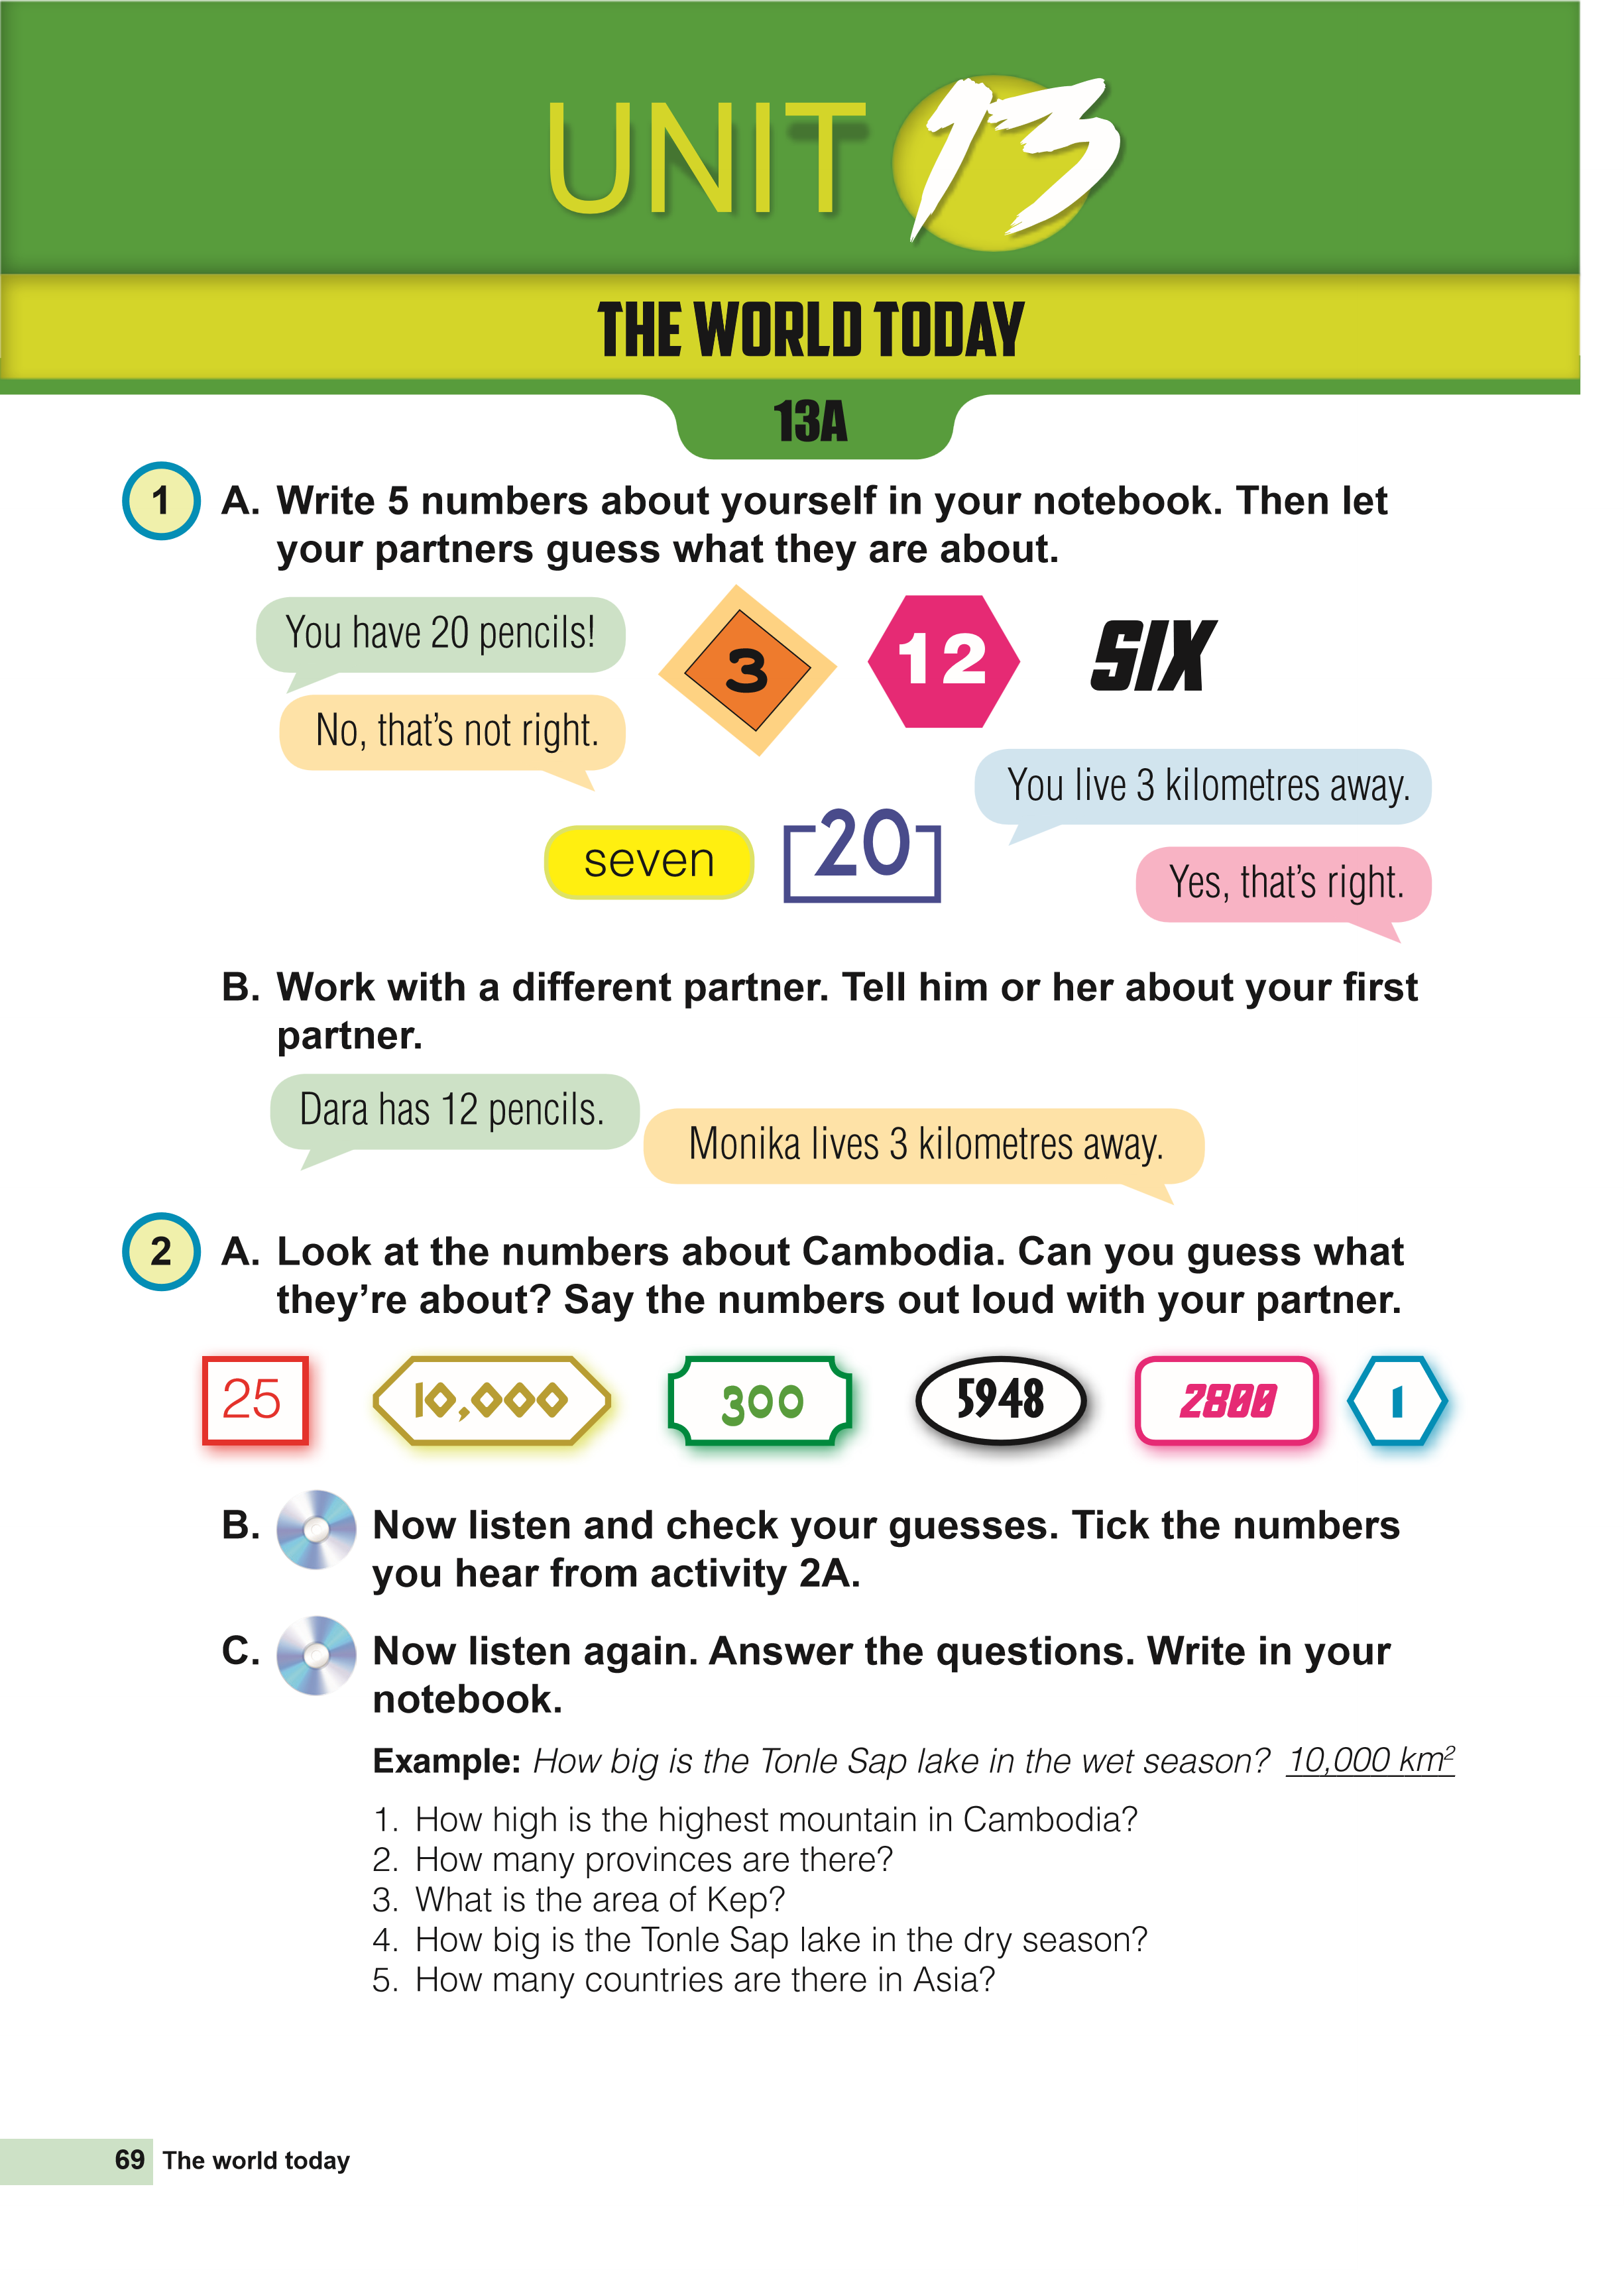 UNIT 13
THE WORLD TODAY
13A
1 A. Write 5 numbers about yourself in your notebook. Then let
your partners guess what they are about.
You have 20 pencils!
3
12
SIX
No, that's not right.
You live 3 kilometres away.
seven
20
Yes, that's right.
B. Work with a different partner. Tell him or her about your first
partner.
Dara has 12 pencils.
Monika lives 3 kilometres away.
2 A. Look at the numbers about Cambodia. Can you guess what
they're about? Say the numbers out loud with your partner.
25 10,000 300 5948 2800 1
B. Now listen and check your guesses. Tick the numbers
you hear from activity 2A.
C. Now listen again. Answer the questions. Write in your
notebook.
Example: How big is the Tonle Sap lake in the wet season? 10,000 km²
1. How high is the highest mountain in Cambodia?
2. How many provinces are there?
3. What is the area of Kep?
4. How big is the Tonle Sap lake in the dry season?
5. How many countries are there in Asia?
69 The world today